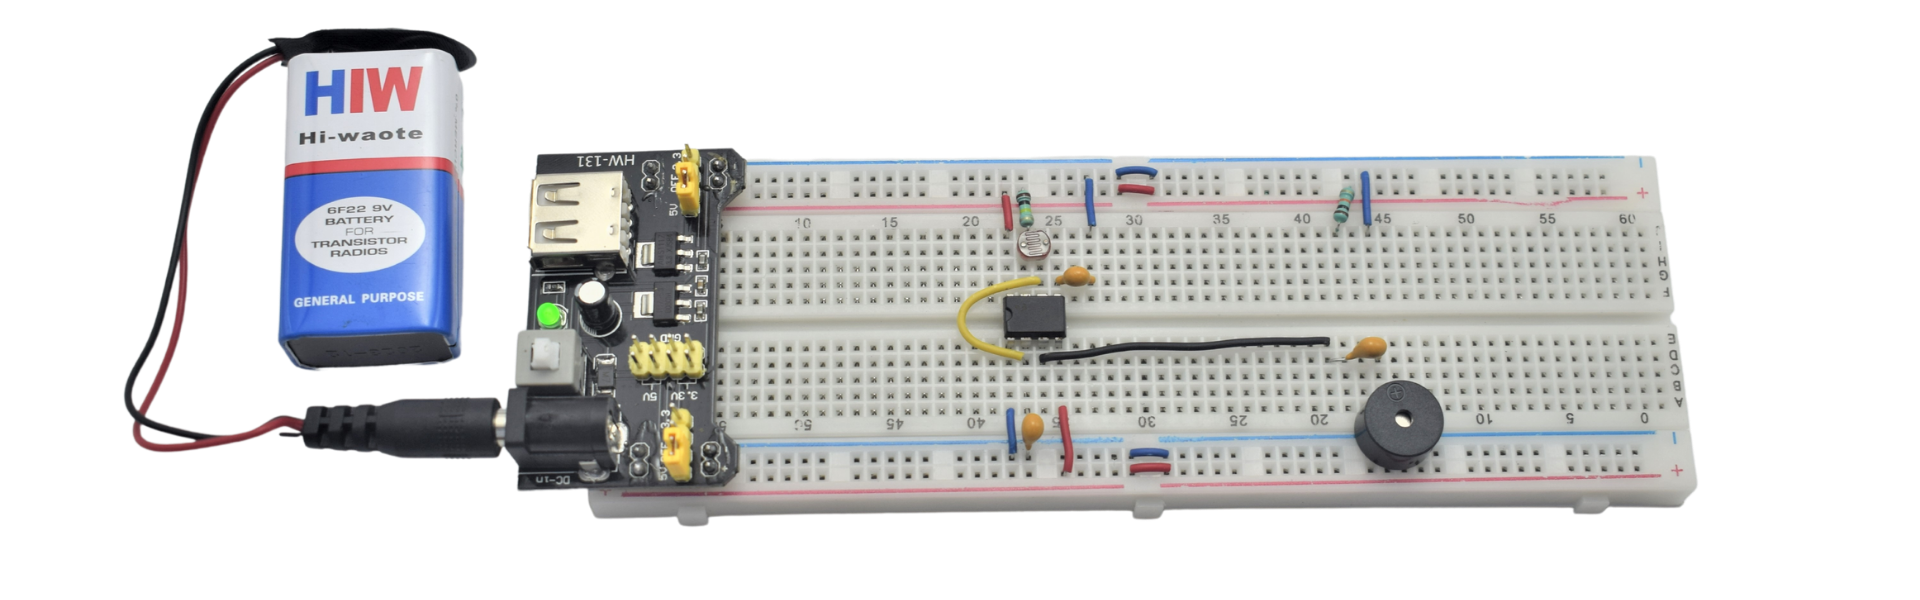 HIW
Hi-waote
6F22 9V
BATTERY
FOR
TRANSISTOR
RADIOS
GENERAL PURPOSE
HW-131
3.3
OFF
5V
GND
5V
3.3V
5V
DC-in
-
+
10 15 20 25 30 35 40 45 50 55 60
H
G
F
E
D
C
B
A
50 45 40 30 25 20 10 5 0
-
+